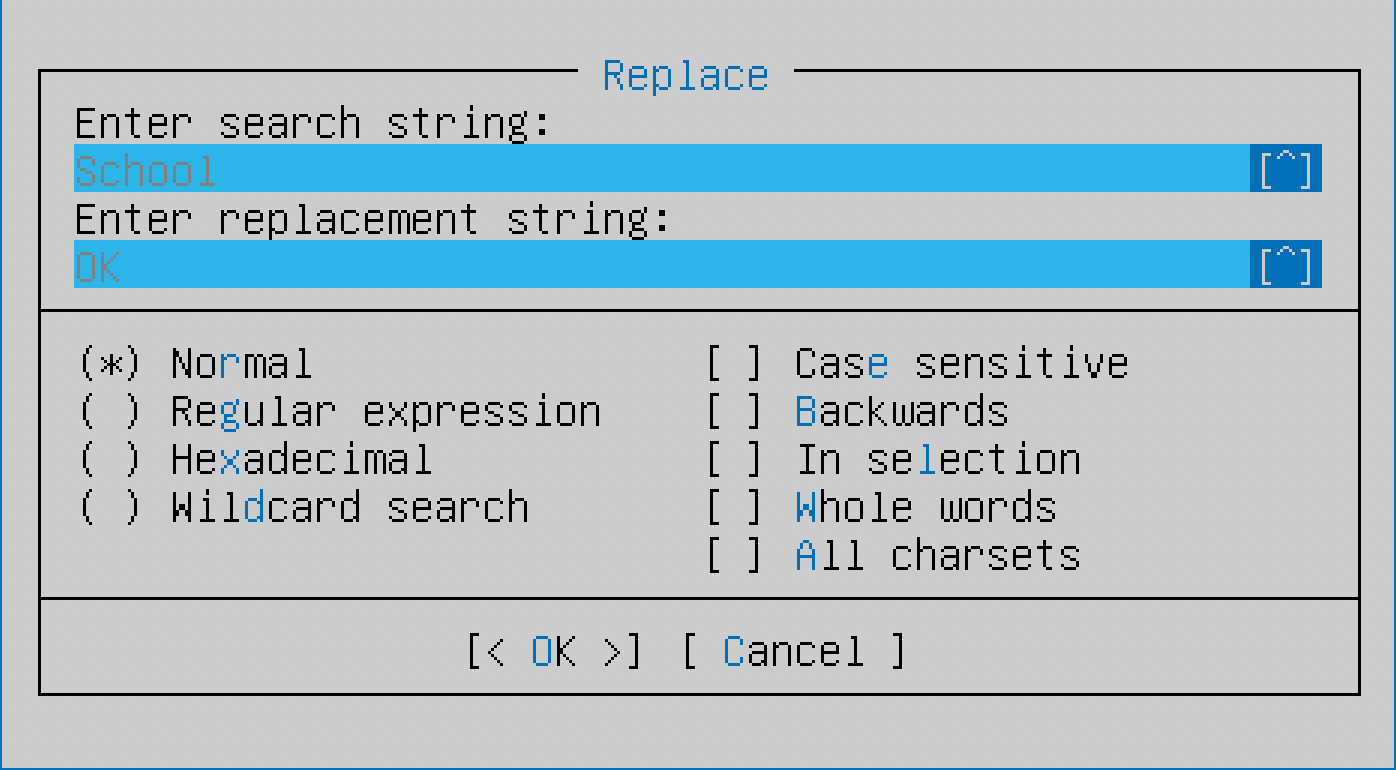 Replace
Enter search string:
School [^]
Enter replacement string:
OK [^]
(*) Normal [ ] Case sensitive
( ) Regular expression [ ] Backwards
( ) Hexadecimal [ ] In selection
( ) Wildcard search [ ] Whole words
[ ] All charsets
[< OK >] [ Cancel ]